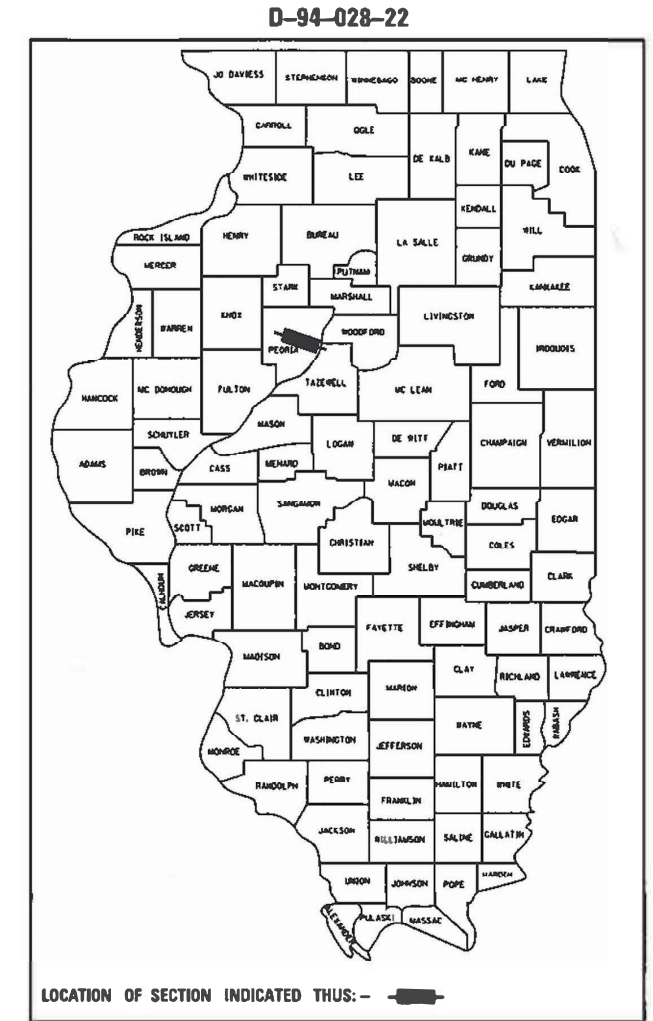 D-94-028-22
JO DAVIESS STEPHENSON WINNEBAGO BOONE MC HENRY LAKE
CARROLL OGLE
DE KALB KANE DU PAGE COOK
WHITESIDE LEE
KENDALL
ROCK ISLAND HENRY BUREAU LA SALLE WILL
MERCER PUTNAM GRUNDY
STARK MARSHALL KANKAKEE
HENDERSON WARREN KNOX LIVINGSTON
PEORIA WOODFORD IROQUOIS
HANCOCK MC DONOUGH FULTON TAZEWELL MC LEAN FORD
MASON
SCHUYLER LOGAN DE WITT CHAMPAIGN VERMILION
ADAMS BROWN CASS MENARD PIATT
MACON
MORGAN SANGAMON DOUGLAS
PIKE SCOTT MOULTRIE EDGAR
CHRISTIAN COLES
GREENE SHELBY
CALHOUN MACOUPIN MONTGOMERY CUMBERLAND CLARK
JERSEY
FAYETTE EFFINGHAM JASPER CRAWFORD
MADISON BOND
CLAY RICHLAND LAWRENCE
CLINTON MARION
ST. CLAIR WAYNE EDWARDS WABASH
MONROE WASHINGTON JEFFERSON
RANDOLPH PERRY HAMILTON WHITE
FRANKLIN
JACKSON WILLIAMSON SALINE GALLATIN
UNION JOHNSON POPE HARDIN
ALEXANDER PULASKI MASSAC
LOCATION OF SECTION INDICATED THUS: -